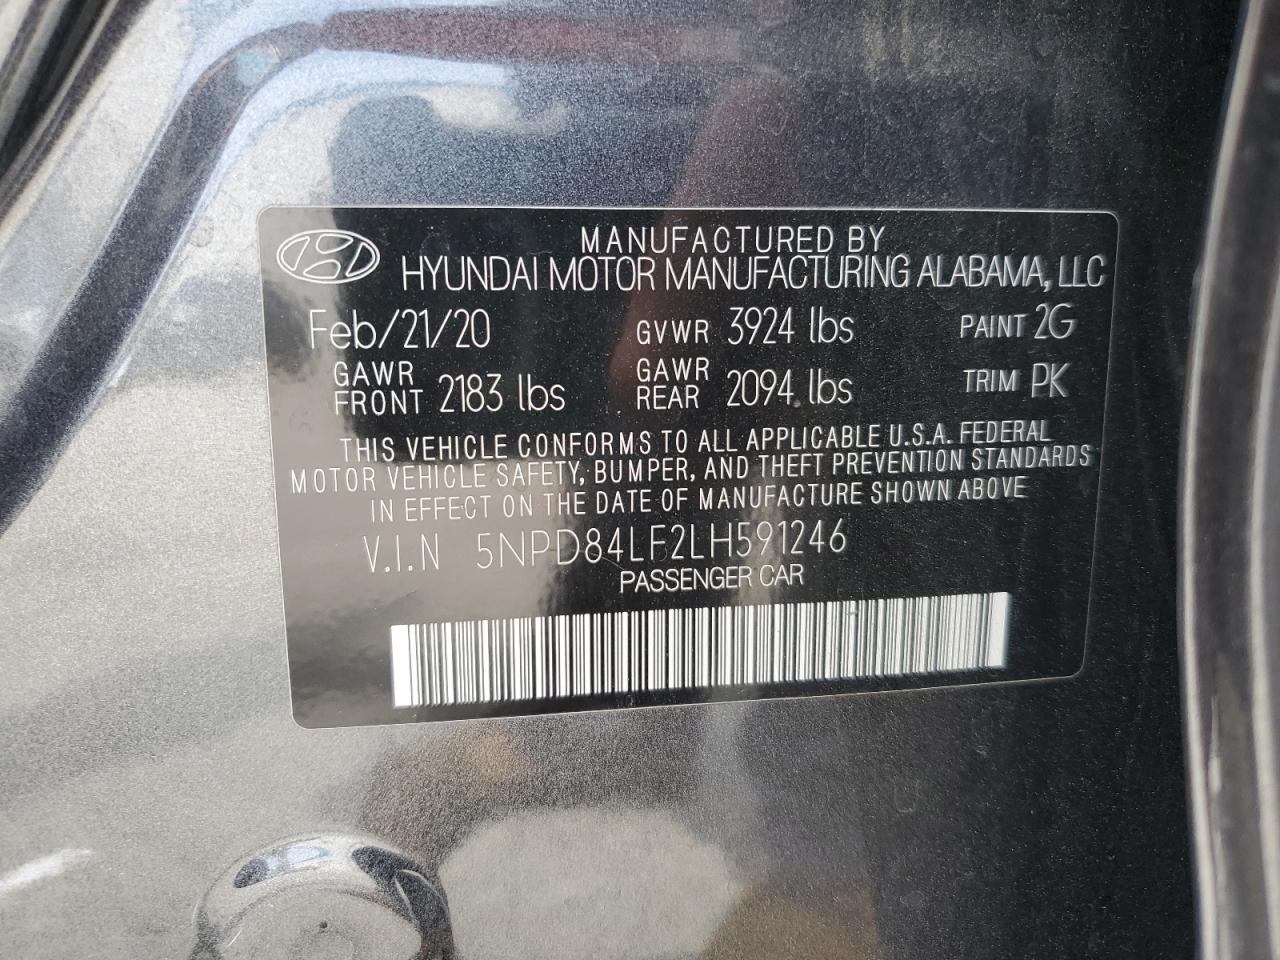 MANUFACTURED BY
HYUNDAI MOTOR MANUFACTURING ALABAMA, LLC
Feb/21/20 GVWR 3924 lbs PAINT 2G
GAWR FRONT 2183 lbs GAWR REAR 2094 lbs TRIM PK
THIS VEHICLE CONFORMS TO ALL APPLICABLE U.S.A. FEDERAL
MOTOR VEHICLE SAFETY, BUMPER, AND THEFT PREVENTION STANDARDS
IN EFFECT ON THE DATE OF MANUFACTURE SHOWN ABOVE
V.I.N 5NPD84LF2LH591246
PASSENGER CAR